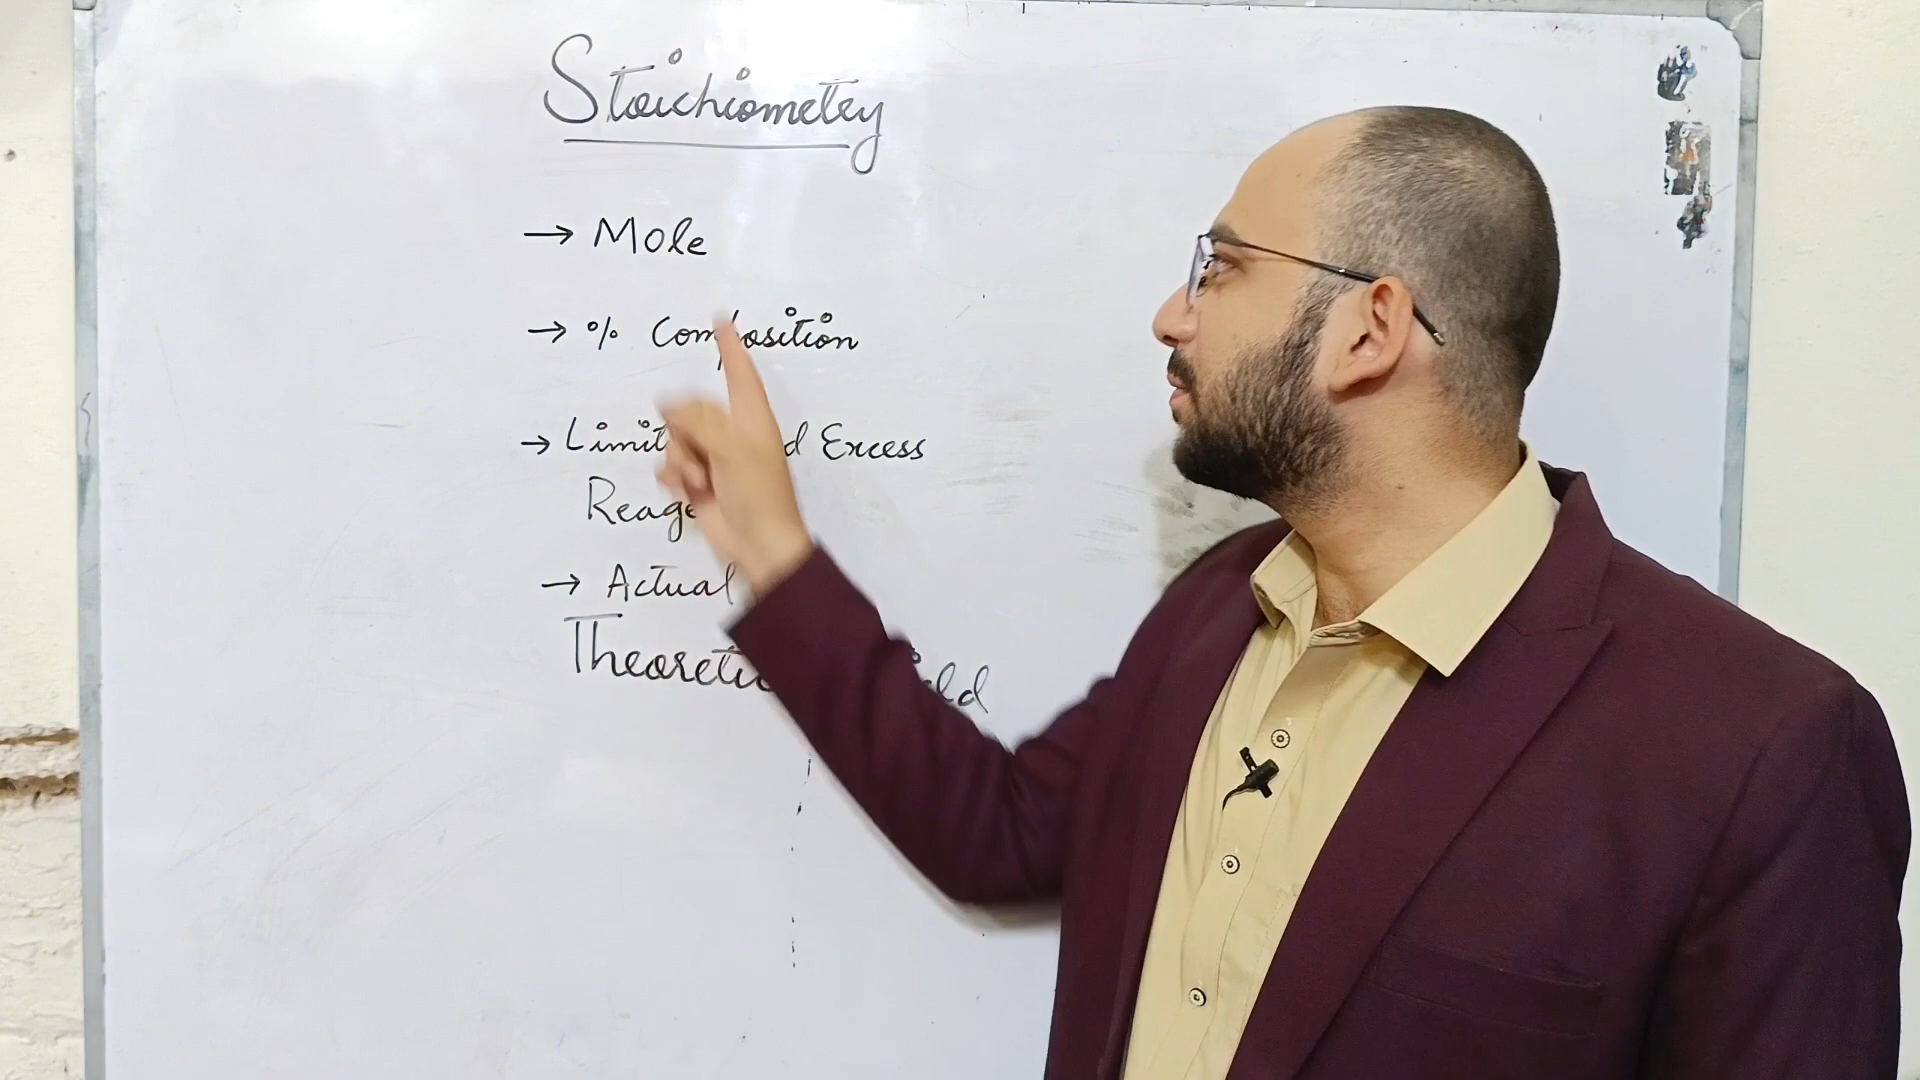 Stoichiometry
→ Mole
→ % Composition
→ Limit d Excess
Reage
→ Actual
Theoretic ld